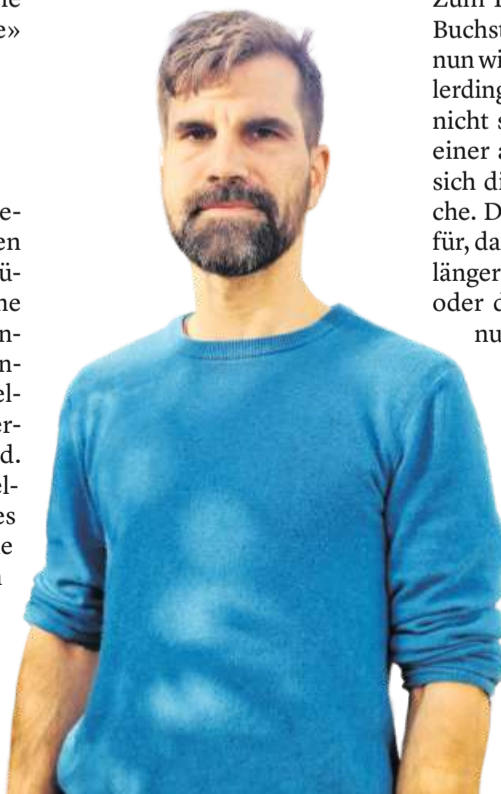 e»
e-
en
ü-
ne
n-
n-
el-
er-
d.
el-
es
e
Zum
Buchst
nun wi
lerding
nicht s
einer a
sich di
che. D
für, da
länger
oder d
nu